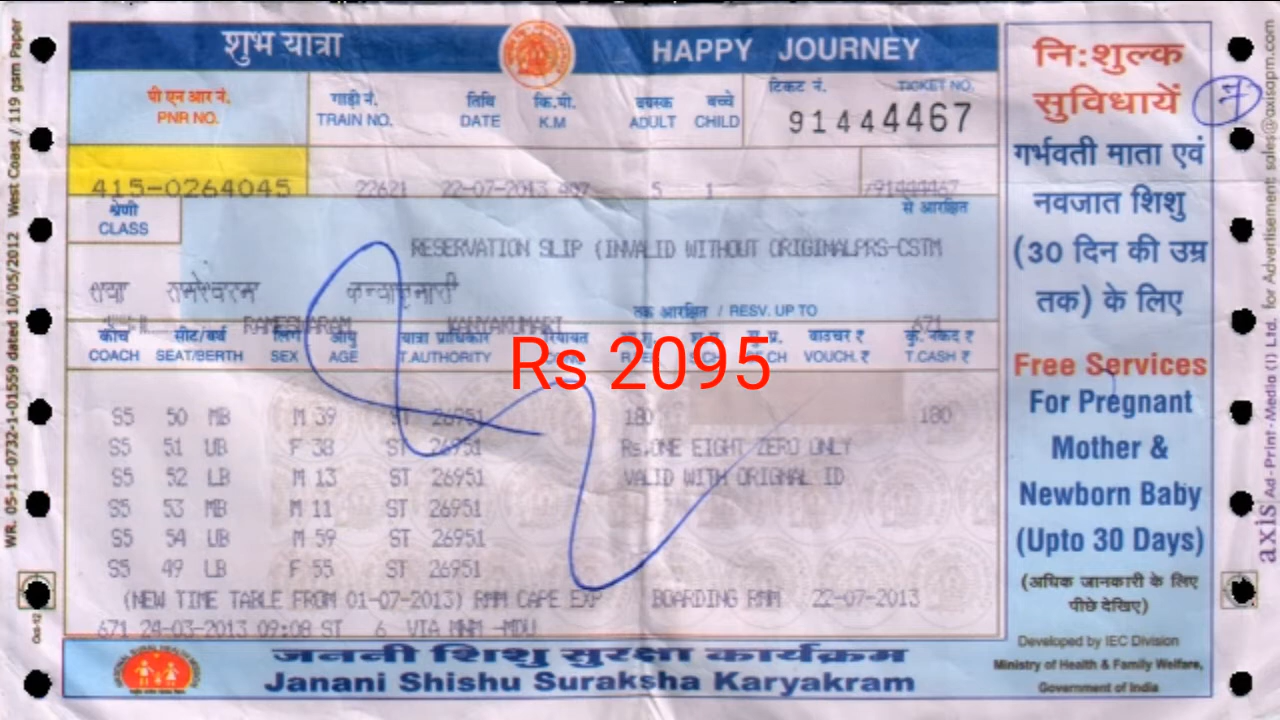 शुभ यात्रा HAPPY JOURNEY
पी एन आर नं. गाड़ी नं. तिथि कि.मी. वयस्क बच्चे टिकट नं. TICKET NO.
PNR NO. TRAIN NO. DATE K.M ADULT CHILD 91444467
415-0264045 22621 22-07-2013 407 5 1 91444467
श्रेणी से आरक्षित
CLASS
RESERVATION SLIP (INVALID WITHOUT ORIGINALPRS-CSTM
रामेश्वरम कन्याकुमारी
तक आरक्षित / RESV. UP TO
RAMESWARAM KANYAKUMARI 671
कोच सीट/बर्थ लिंग आयु यात्रा प्राधिकार रियायत वाउचर ₹ कु. नकद ₹
COACH SEAT/BERTH SEX AGE T.AUTHORITY VOUCH.₹ T.CASH ₹
Rs 2095
S5 50 MB M 39 ST 26951 180 180
S5 51 UB F 38 ST 26951 Rs.ONE EIGHT ZERO ONLY
S5 52 LB M 13 ST 26951 VALID WITH ORIGNAL ID
S5 53 MB M 11 ST 26951
S5 54 UB M 59 ST 26951
S5 49 LB F 55 ST 26951
(NEW TIME TABLE FROM 01-07-2013) RMM CAPE EXP BOARDING RMM 22-07-2013
671 24-03-2013 09:08 ST 6 VIA MNM -MDU
जननी शिशु सुरक्षा कार्यक्रम
Janani Shishu Suraksha Karyakram
नि:शुल्क
सुविधायें
7
गर्भवती माता एवं
नवजात शिशु
(30 दिन की उम्र
तक) के लिए
Free Services
For Pregnant
Mother &
Newborn Baby
(Upto 30 Days)
(अधिक जानकारी के लिए
पीछे देखिए)
Developed by IEC Division
Ministry of Health & Family Welfare,
Government of India
WR. 05-11-0732-1-01559 dated 10/05/2012 West Coast / 119 gsm Paper
Oct-12
axis Ad-Print-Media (I) Ltd. for Advertisement sales@axisapm.com